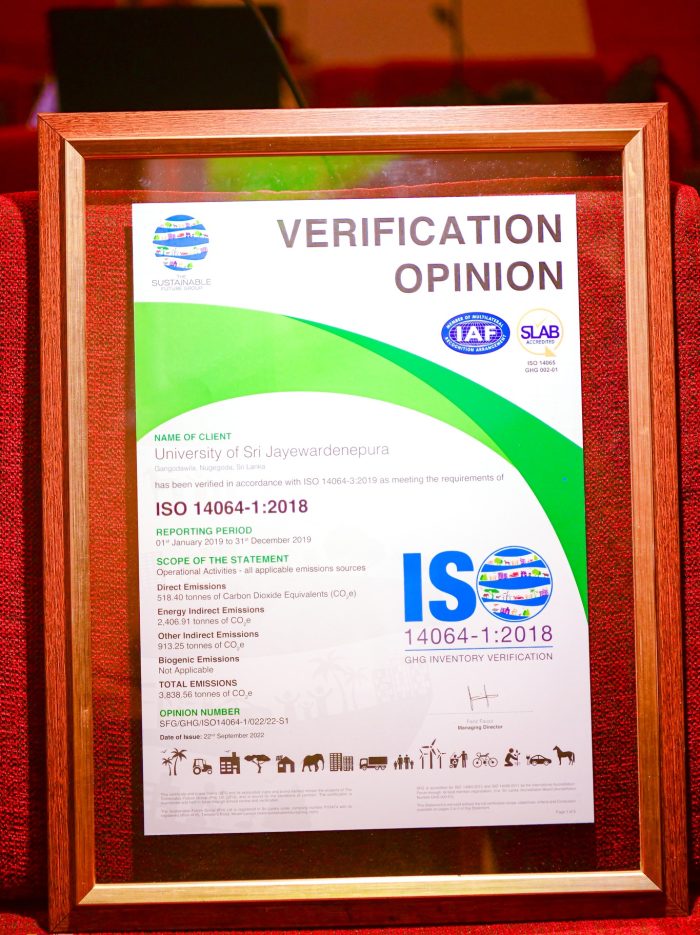 THE
SUSTAINABLE
FUTURE GROUP
VERIFICATION
OPINION
MEMBER OF MULTILATERAL
IAF
RECOGNITION ARRANGEMENT
SLAB
ACCREDITED
ISO 14065
GHG 002-01
NAME OF CLIENT
University of Sri Jayewardenepura
Gangodawila, Nugegoda, Sri Lanka
has been verified in accordance with ISO 14064-3:2019 as meeting the requirements of
ISO 14064-1:2018
REPORTING PERIOD
01st January 2019 to 31st December 2019
SCOPE OF THE STATEMENT
Operational Activities - all applicable emissions sources
Direct Emissions
518.40 tonnes of Carbon Dioxide Equivalents (CO2e)
Energy Indirect Emissions
2,406.91 tonnes of CO2e
Other Indirect Emissions
913.25 tonnes of CO2e
Biogenic Emissions
Not Applicable
TOTAL EMISSIONS
3,838.56 tonnes of CO2e
OPINION NUMBER
SFG/GHG/ISO14064-1/022/22-S1
Date of Issue: 22nd September 2022
ISO
14064-1:2018
GHG INVENTORY VERIFICATION
Managing Director